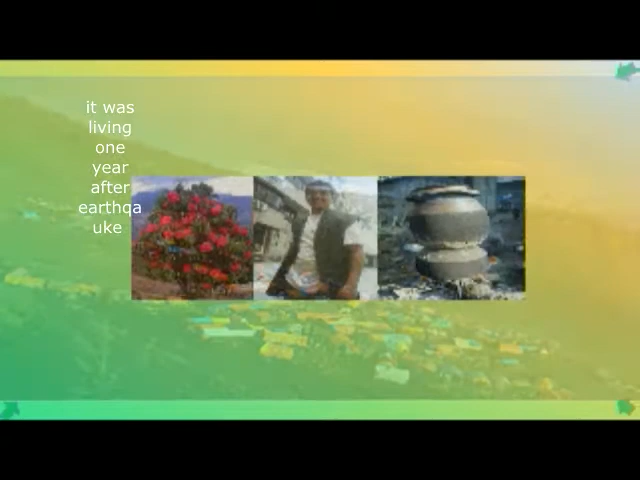 it was
living
one
year
after
earthqa
uke